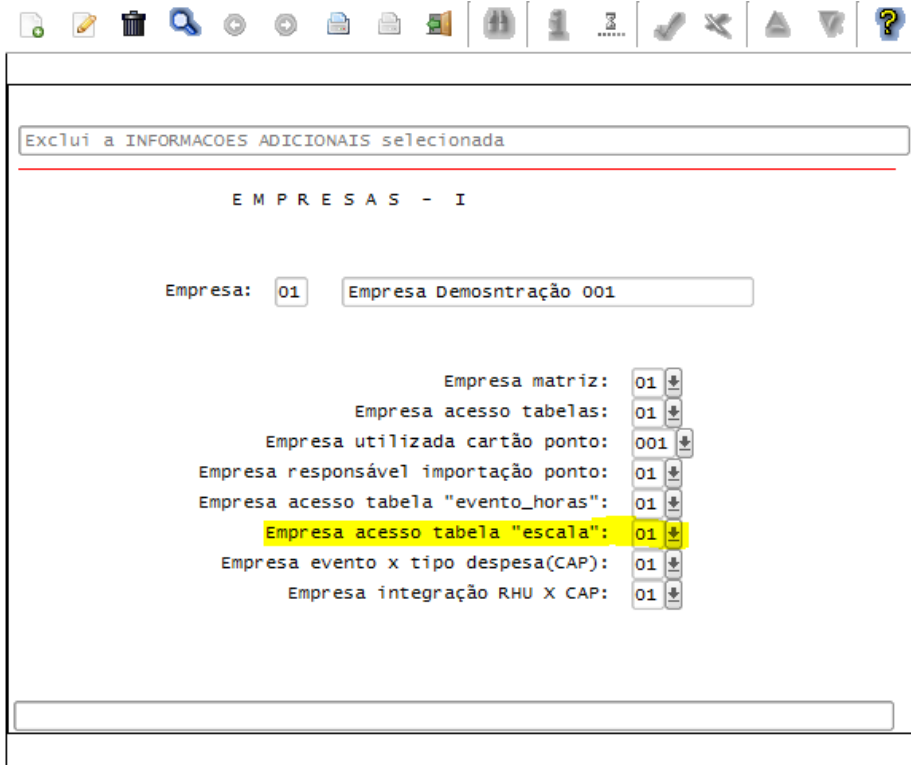 Exclui a INFORMACOES ADICIONAIS selecionada
E M P R E S A S - I
Empresa: 01 Empresa Demosntração 001
Empresa matriz: 01
Empresa acesso tabelas: 01
Empresa utilizada cartão ponto: 001
Empresa responsável importação ponto: 01
Empresa acesso tabela "evento_horas": 01
Empresa acesso tabela "escala": 01
Empresa evento x tipo despesa(CAP): 01
Empresa integração RHU X CAP: 01